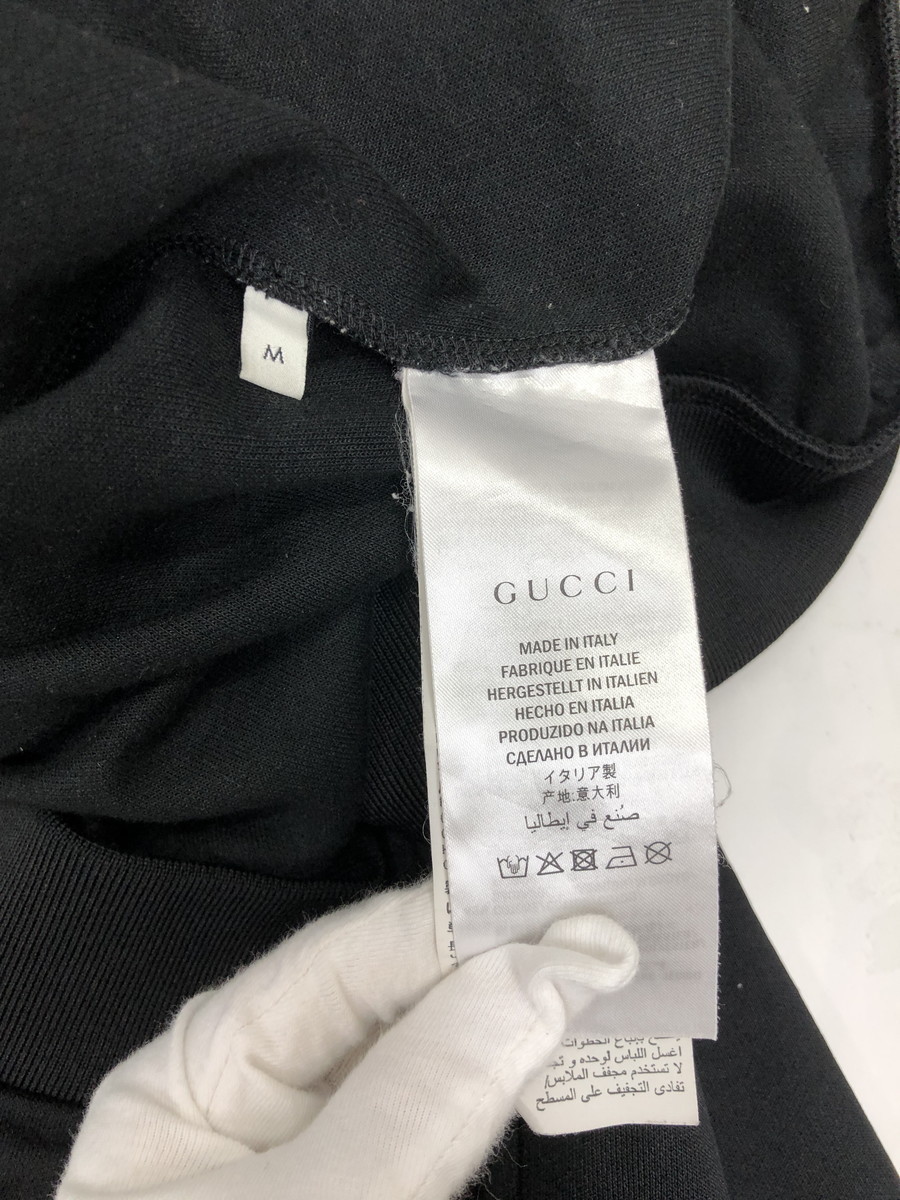 M
GUCCI
MADE IN ITALY
FABRIQUE EN ITALIE
HERGESTELLT IN ITALIEN
HECHO EN ITALIA
PRODUZIDO NA ITALIA
СДЕЛАНО В ИТАЛИИ
イタリア製
产地:意大利
صُنع في إيطاليا
الخطوات
اغسل اللباس لوحده و
لا تستخدم مجفف الملابس/
تفادى التجفيف على المسطح